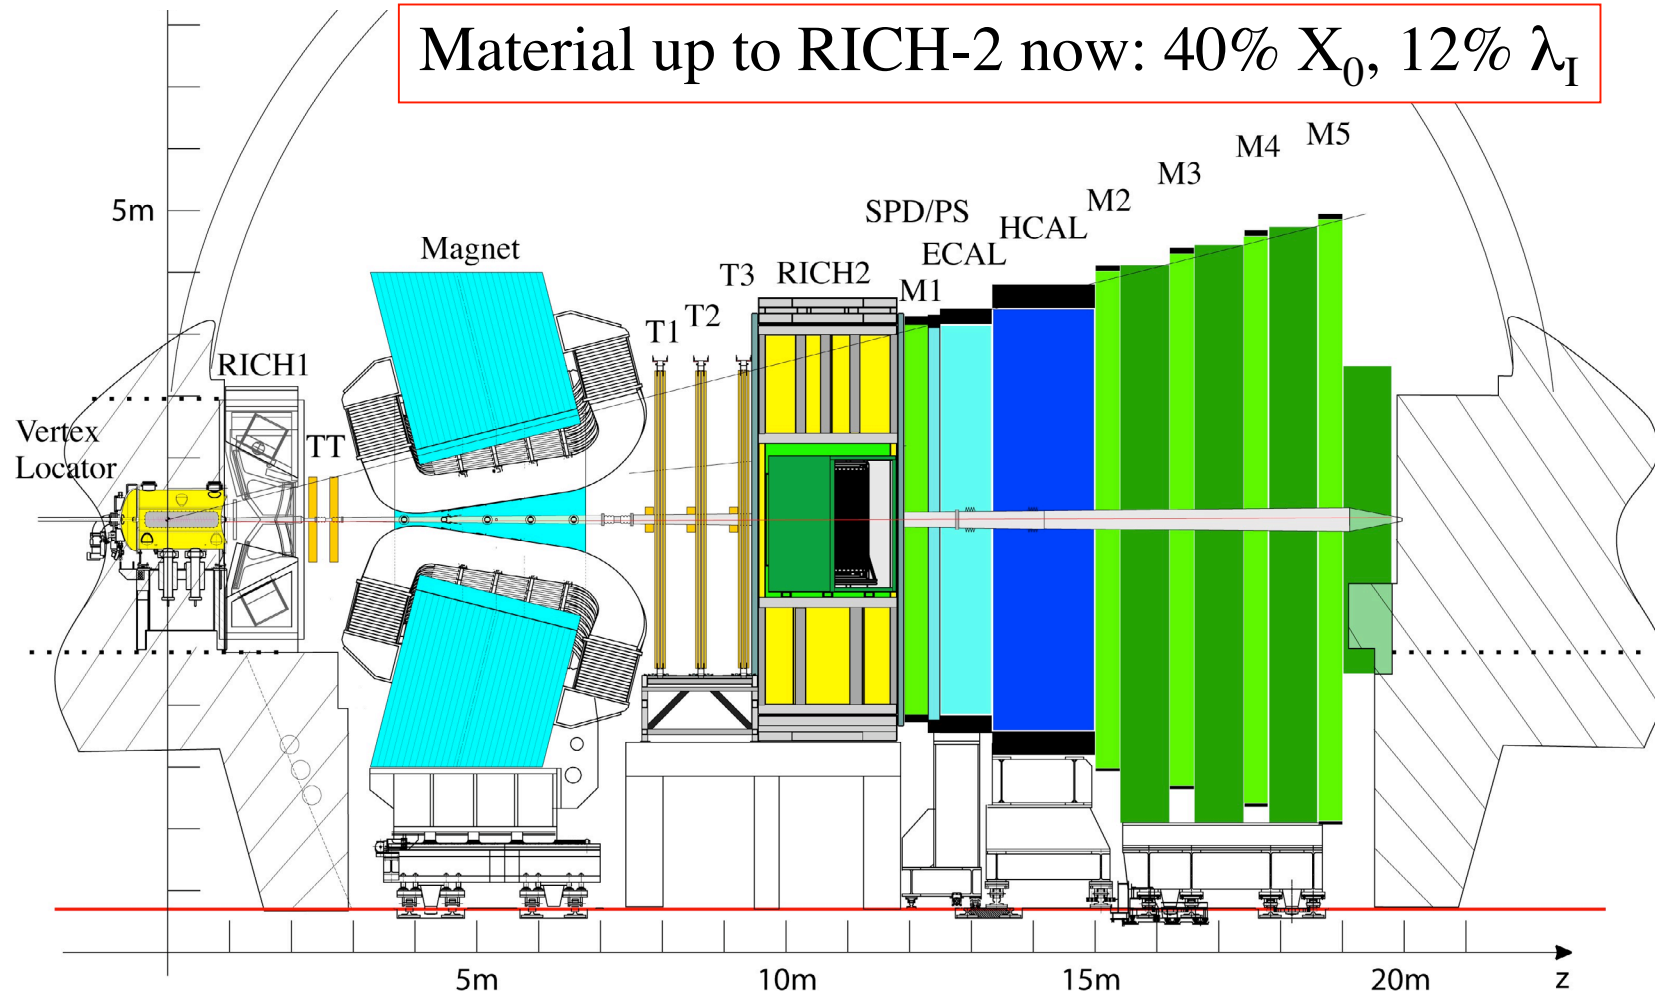 Material up to RICH-2 now: 40% X₀, 12% λ_I
M5
M4
M3
M2
5m
SPD/PS
HCAL
Magnet
ECAL
T3
RICH2
M1
T2
T1
RICH1
Vertex
Locator
TT
5m
10m
15m
20m
z